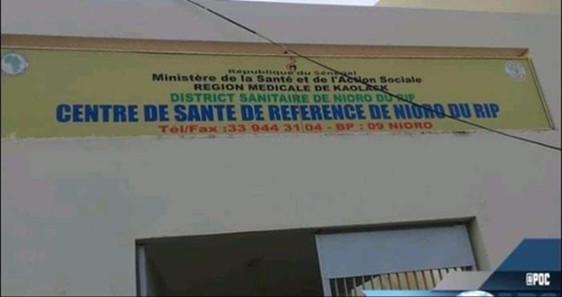 République du Sénégal
Ministère de la Santé et de l'Action Sociale
REGION MEDICALE DE KAOLACK
DISTRICT SANITAIRE DE NIORO DU RIP
CENTRE DE SANTE DE REFERENCE DE NIORO DU RIP
Tél/Fax :33 944 31 04 - BP : 09 NIORO
@POC